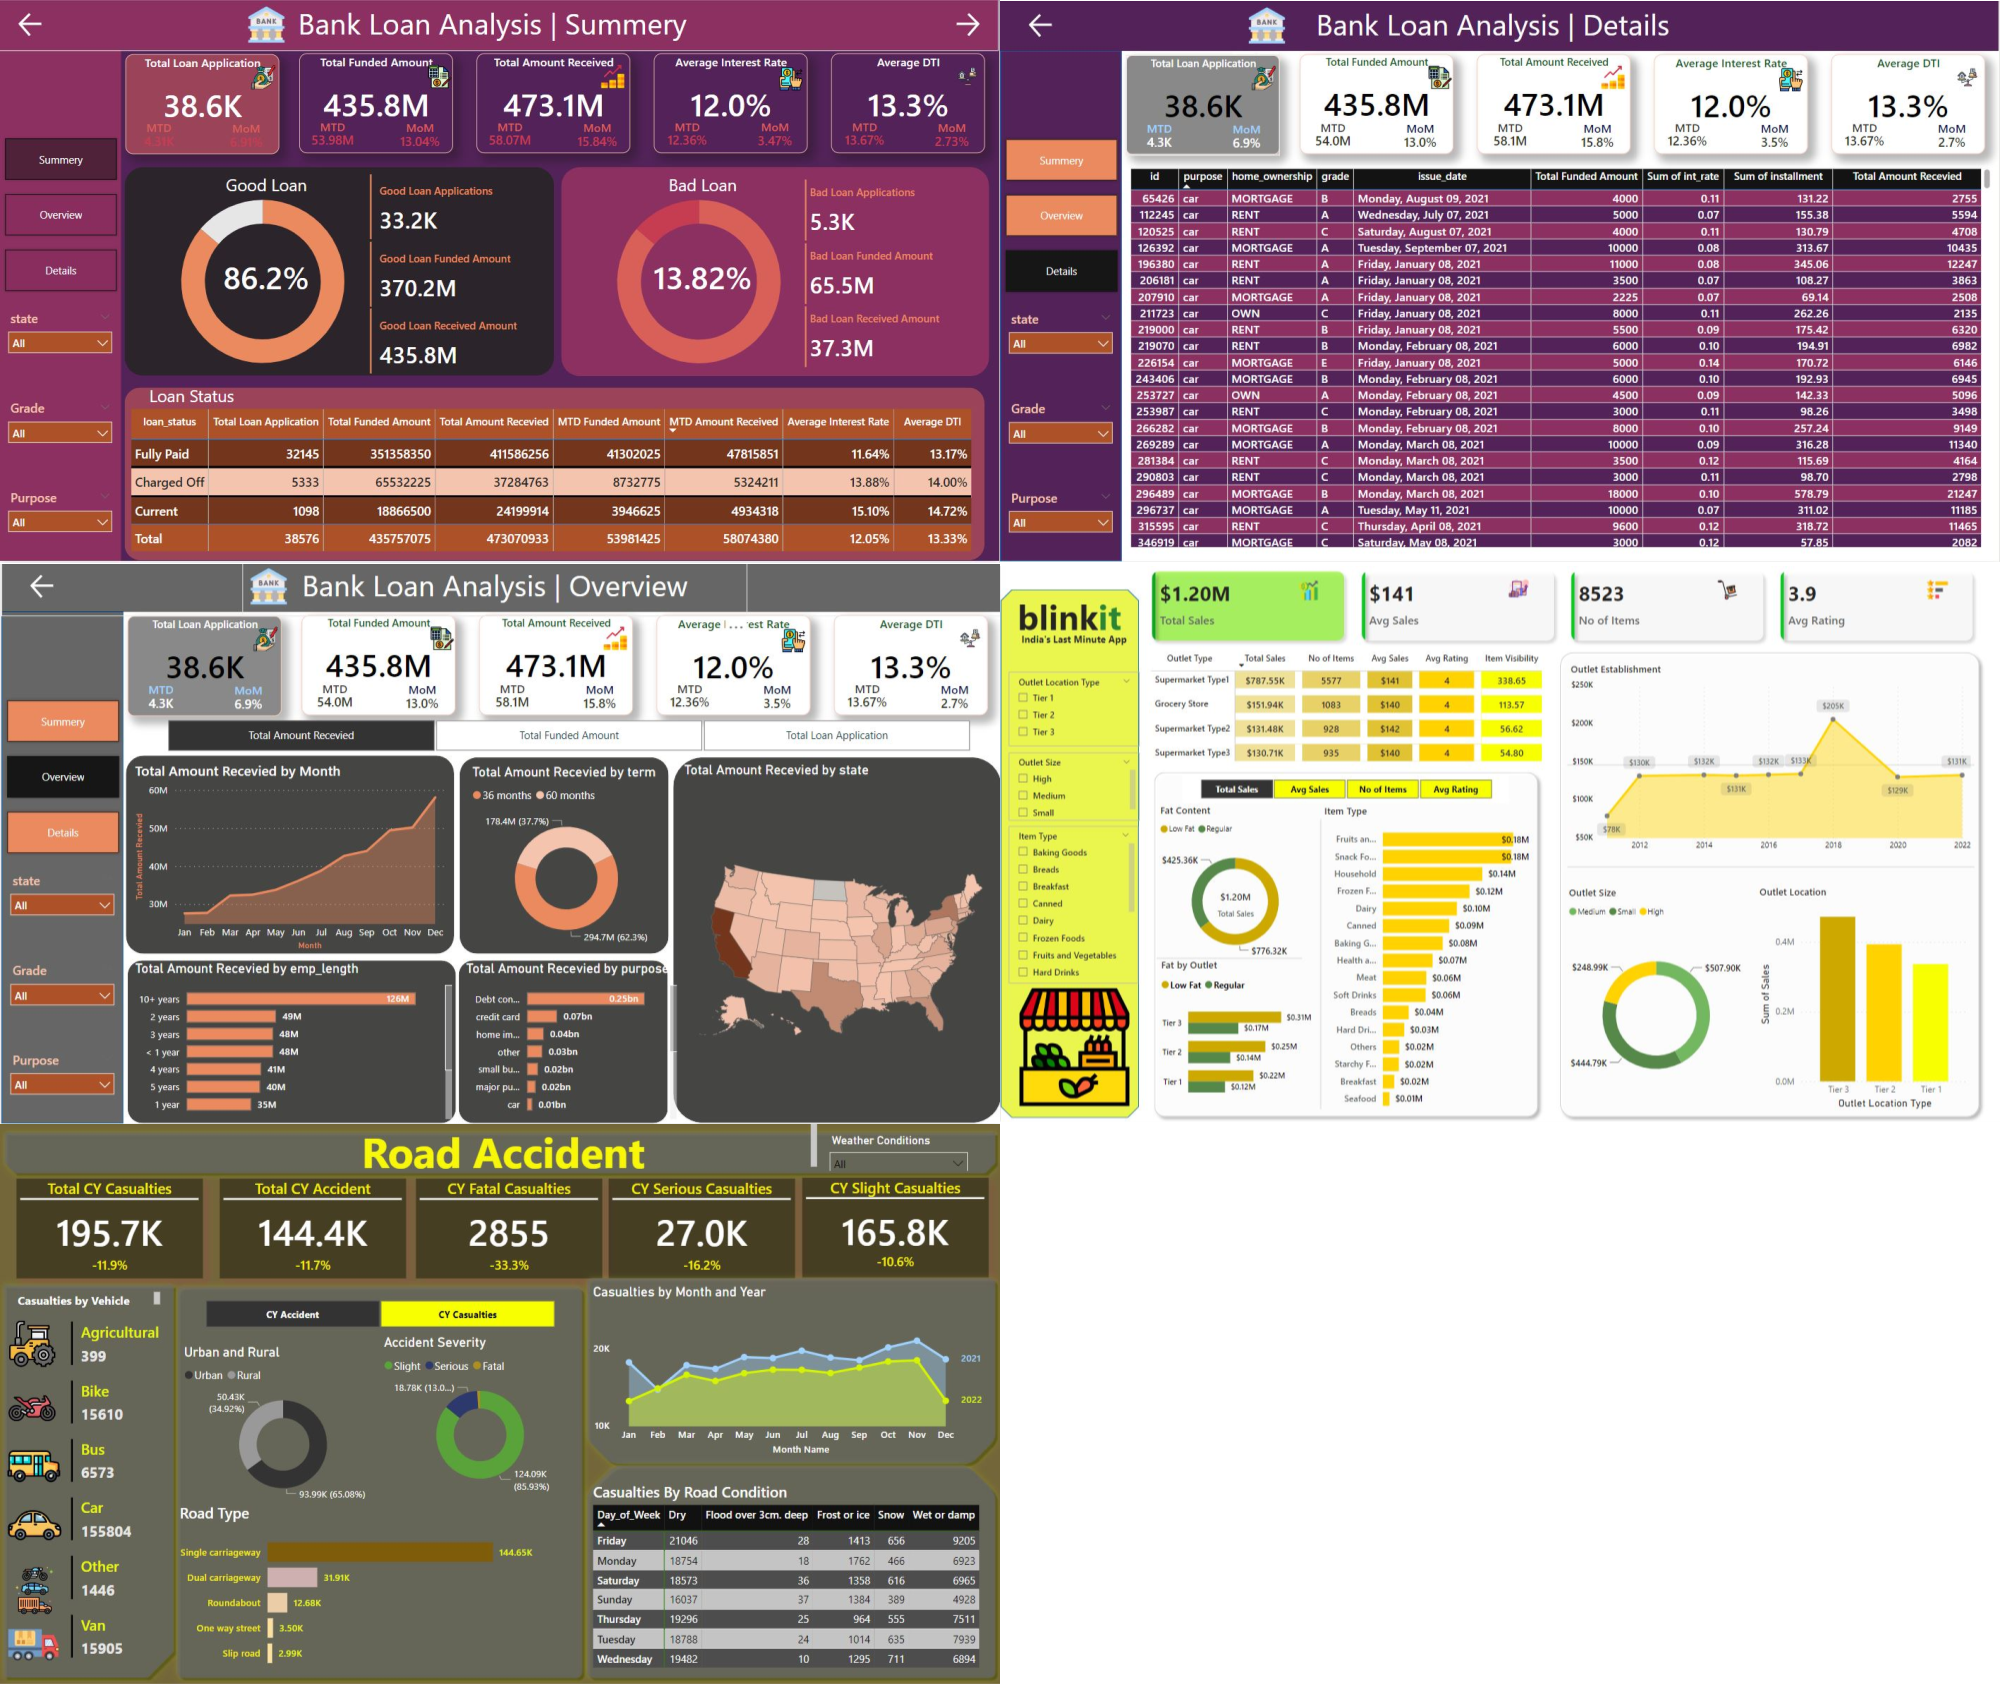 Bank Loan Analysis | Summery
Total Loan Application
38.6K
MTD MoM
4.31K 6.91%
Total Funded Amount
435.8M
MTD MoM
53.98M 13.04%
Total Amount Received
473.1M
MTD MoM
58.07M 15.84%
Average Interest Rate
12.0%
MTD MoM
12.36% 3.47%
Average DTI
13.3%
MTD MoM
13.67% 2.73%
Summery
Overview
Details
state
All
Grade
All
Purpose
All
Good Loan
86.2%
Good Loan Applications
33.2K
Good Loan Funded Amount
370.2M
Good Loan Received Amount
435.8M
Bad Loan
13.82%
Bad Loan Applications
5.3K
Bad Loan Funded Amount
65.5M
Bad Loan Received Amount
37.3M
Loan Status
loan_status Total Loan Application Total Funded Amount Total Amount Recevied MTD Funded Amount MTD Amount Received Average Interest Rate Average DTI
Fully Paid 32145 351358350 411586256 41302025 47815851 11.64% 13.17%
Charged Off 5333 65532225 37284763 8732775 5324211 13.88% 14.00%
Current 1098 18866500 24199914 3946625 4934318 15.10% 14.72%
Total 38576 435757075 473070933 53981425 58074380 12.05% 13.33%
Bank Loan Analysis | Details
Total Loan Application
38.6K
MTD MoM
4.3K 6.9%
Total Funded Amount
435.8M
MTD MoM
54.0M 13.0%
Total Amount Received
473.1M
MTD MoM
58.1M 15.8%
Average Interest Rate
12.0%
MTD MoM
12.36% 3.5%
Average DTI
13.3%
MTD MoM
13.67% 2.7%
Summery
Overview
Details
state
All
Grade
All
Purpose
All
id purpose home_ownership grade issue_date Total Funded Amount Sum of int_rate Sum of installment Total Amount Recevied
65426 car MORTGAGE B Monday, August 09, 2021 4000 0.11 131.22 2755
112245 car RENT A Wednesday, July 07, 2021 5000 0.07 155.38 5594
120525 car RENT C Saturday, August 07, 2021 4000 0.11 130.79 4708
126392 car MORTGAGE A Tuesday, September 07, 2021 10000 0.08 313.67 10435
196380 car RENT A Friday, January 08, 2021 11000 0.08 345.06 12247
206181 car RENT A Friday, January 08, 2021 3500 0.07 108.27 3863
207910 car MORTGAGE A Friday, January 08, 2021 2225 0.07 69.14 2508
211723 car OWN C Friday, January 08, 2021 8000 0.11 262.26 2135
219000 car RENT B Friday, January 08, 2021 5500 0.09 175.42 6320
219070 car RENT B Monday, February 08, 2021 6000 0.10 194.91 6982
226154 car MORTGAGE E Friday, January 08, 2021 5000 0.14 170.72 6146
243406 car MORTGAGE B Monday, February 08, 2021 6000 0.10 192.93 6945
253727 car OWN A Monday, February 08, 2021 4500 0.09 142.33 5096
253987 car RENT C Monday, February 08, 2021 3000 0.11 98.26 3498
266282 car MORTGAGE B Monday, February 08, 2021 8000 0.10 257.24 9149
269289 car MORTGAGE A Monday, March 08, 2021 10000 0.09 316.28 11340
281384 car RENT C Monday, March 08, 2021 3500 0.12 115.69 4164
290803 car RENT C Monday, March 08, 2021 3000 0.11 98.70 2798
296489 car MORTGAGE B Monday, March 08, 2021 18000 0.10 578.79 21247
296737 car MORTGAGE A Tuesday, May 11, 2021 10000 0.07 311.02 11185
315595 car RENT C Thursday, April 08, 2021 9600 0.12 318.72 11465
346919 car MORTGAGE C Saturday, May 08, 2021 3000 0.12 57.85 2082
Bank Loan Analysis | Overview
Total Loan Application
38.6K
MTD MoM
4.3K 6.9%
Total Funded Amount
435.8M
MTD MoM
54.0M 13.0%
Total Amount Received
473.1M
MTD MoM
58.1M 15.8%
Average I... est Rate
12.0%
MTD MoM
12.36% 3.5%
Average DTI
13.3%
MTD MoM
13.67% 2.7%
Summery
Overview
Details
state
All
Grade
All
Purpose
All
Total Amount Recevied Total Funded Amount Total Loan Application
Total Amount Recevied by Month
Total Amount Recevied
60M
50M
40M
30M
Jan Feb Mar Apr May Jun Jul Aug Sep Oct Nov Dec
Month
Total Amount Recevied by term
36 months 60 months
178.4M (37.7%)
294.7M (62.3%)
Total Amount Recevied by state
Total Amount Recevied by emp_length
10+ years 126M
2 years 49M
3 years 48M
< 1 year 48M
4 years 41M
5 years 40M
1 year 35M
Total Amount Recevied by purpose
Debt con... 0.25bn
credit card 0.07bn
home im... 0.04bn
other 0.03bn
small bu... 0.02bn
major pu... 0.02bn
car 0.01bn
blinkit
India's Last Minute App
Outlet Location Type
Tier 1
Tier 2
Tier 3
Outlet Size
High
Medium
Small
Item Type
Baking Goods
Breads
Breakfast
Canned
Dairy
Frozen Foods
Fruits and Vegetables
Hard Drinks
$1.20M
Total Sales
$141
Avg Sales
8523
No of Items
3.9
Avg Rating
Outlet Type Total Sales No of Items Avg Sales Avg Rating Item Visibility
Supermarket Type1 $787.55K 5577 $141 4 338.65
Grocery Store $151.94K 1083 $140 4 113.57
Supermarket Type2 $131.48K 928 $142 4 56.62
Supermarket Type3 $130.71K 935 $140 4 54.80
Total Sales Avg Sales No of Items Avg Rating
Fat Content
Low Fat Regular
$425.36K
$1.20M
Total Sales
$776.32K
Fat by Outlet
Low Fat Regular
Tier 3 $0.31M
$0.17M
Tier 2 $0.25M
$0.14M
Tier 1 $0.22M
$0.12M
Item Type
Fruits an... $0.18M
Snack Fo... $0.18M
Household $0.14M
Frozen F... $0.12M
Dairy $0.10M
Canned $0.09M
Baking G... $0.08M
Health a... $0.07M
Meat $0.06M
Soft Drinks $0.06M
Breads $0.04M
Hard Dri... $0.03M
Others $0.02M
Starchy F... $0.02M
Breakfast $0.02M
Seafood $0.01M
Outlet Establishment
$250K
$200K
$150K
$100K
$50K
$78K $130K $132K $131K $132K $133K $205K $129K $131K
2012 2014 2016 2018 2020 2022
Outlet Size
Medium Small High
$248.99K
$507.90K
$444.79K
Outlet Location
Sum of Sales
0.4M
0.2M
0.0M
Tier 3 Tier 2 Tier 1
Outlet Location Type
Road Accident
Weather Conditions
All
Total CY Casualties
195.7K
-11.9%
Total CY Accident
144.4K
-11.7%
CY Fatal Casualties
2855
-33.3%
CY Serious Casualties
27.0K
-16.2%
CY Slight Casualties
165.8K
-10.6%
Casualties by Vehicle
Agricultural
399
Bike
15610
Bus
6573
Car
155804
Other
1446
Van
15905
CY Accident CY Casualties
Urban and Rural
Urban Rural
50.43K
(34.92%)
93.99K (65.08%)
Accident Severity
Slight Serious Fatal
18.78K (13.0...)
124.09K
(85.93%)
Road Type
Single carriageway 144.65K
Dual carriageway 31.91K
Roundabout 12.68K
One way street 3.50K
Slip road 2.99K
Casualties by Month and Year
20K
10K
2021
2022
Jan Feb Mar Apr May Jun Jul Aug Sep Oct Nov Dec
Month Name
Casualties By Road Condition
Day_of_Week Dry Flood over 3cm. deep Frost or ice Snow Wet or damp
Friday 21046 28 1413 656 9205
Monday 18754 18 1762 466 6923
Saturday 18573 36 1358 616 6965
Sunday 16037 37 1384 389 4928
Thursday 19296 25 964 555 7511
Tuesday 18788 24 1014 635 7939
Wednesday 19482 10 1295 711 6894